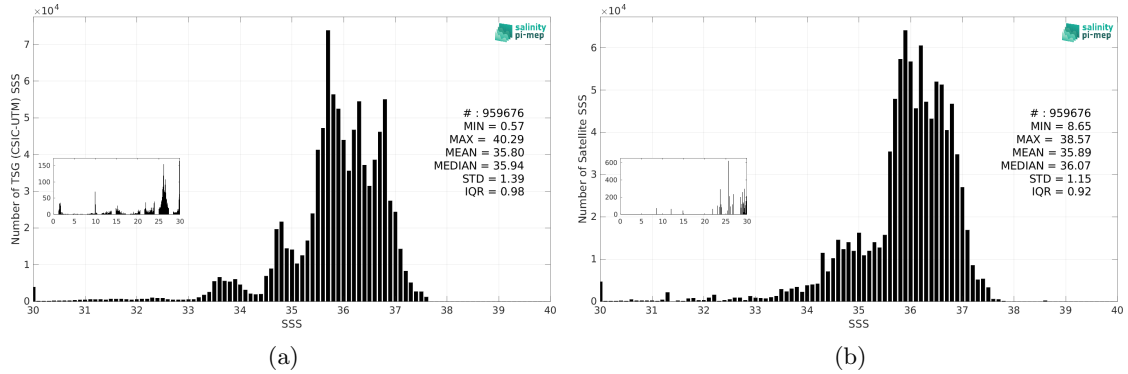 ×10⁴
salinity
pi-mep
7
6
5
4
3
2
1
0
Number of TSG (CSIC-UTM) SSS
# : 959676
MIN = 0.57
MAX = 40.29
MEAN = 35.80
MEDIAN = 35.94
STD = 1.39
IQR = 0.98
150
100
50
0
0 5 10 15 20 25 30
30 31 32 33 34 35 36 37 38 39 40
SSS
(a)
×10⁴
salinity
pi-mep
6
5
4
3
2
1
0
Number of Satellite SSS
# : 959676
MIN = 8.65
MAX = 38.57
MEAN = 35.89
MEDIAN = 36.07
STD = 1.15
IQR = 0.92
600
400
200
0
0 5 10 15 20 25 30
30 31 32 33 34 35 36 37 38 39 40
SSS
(b)